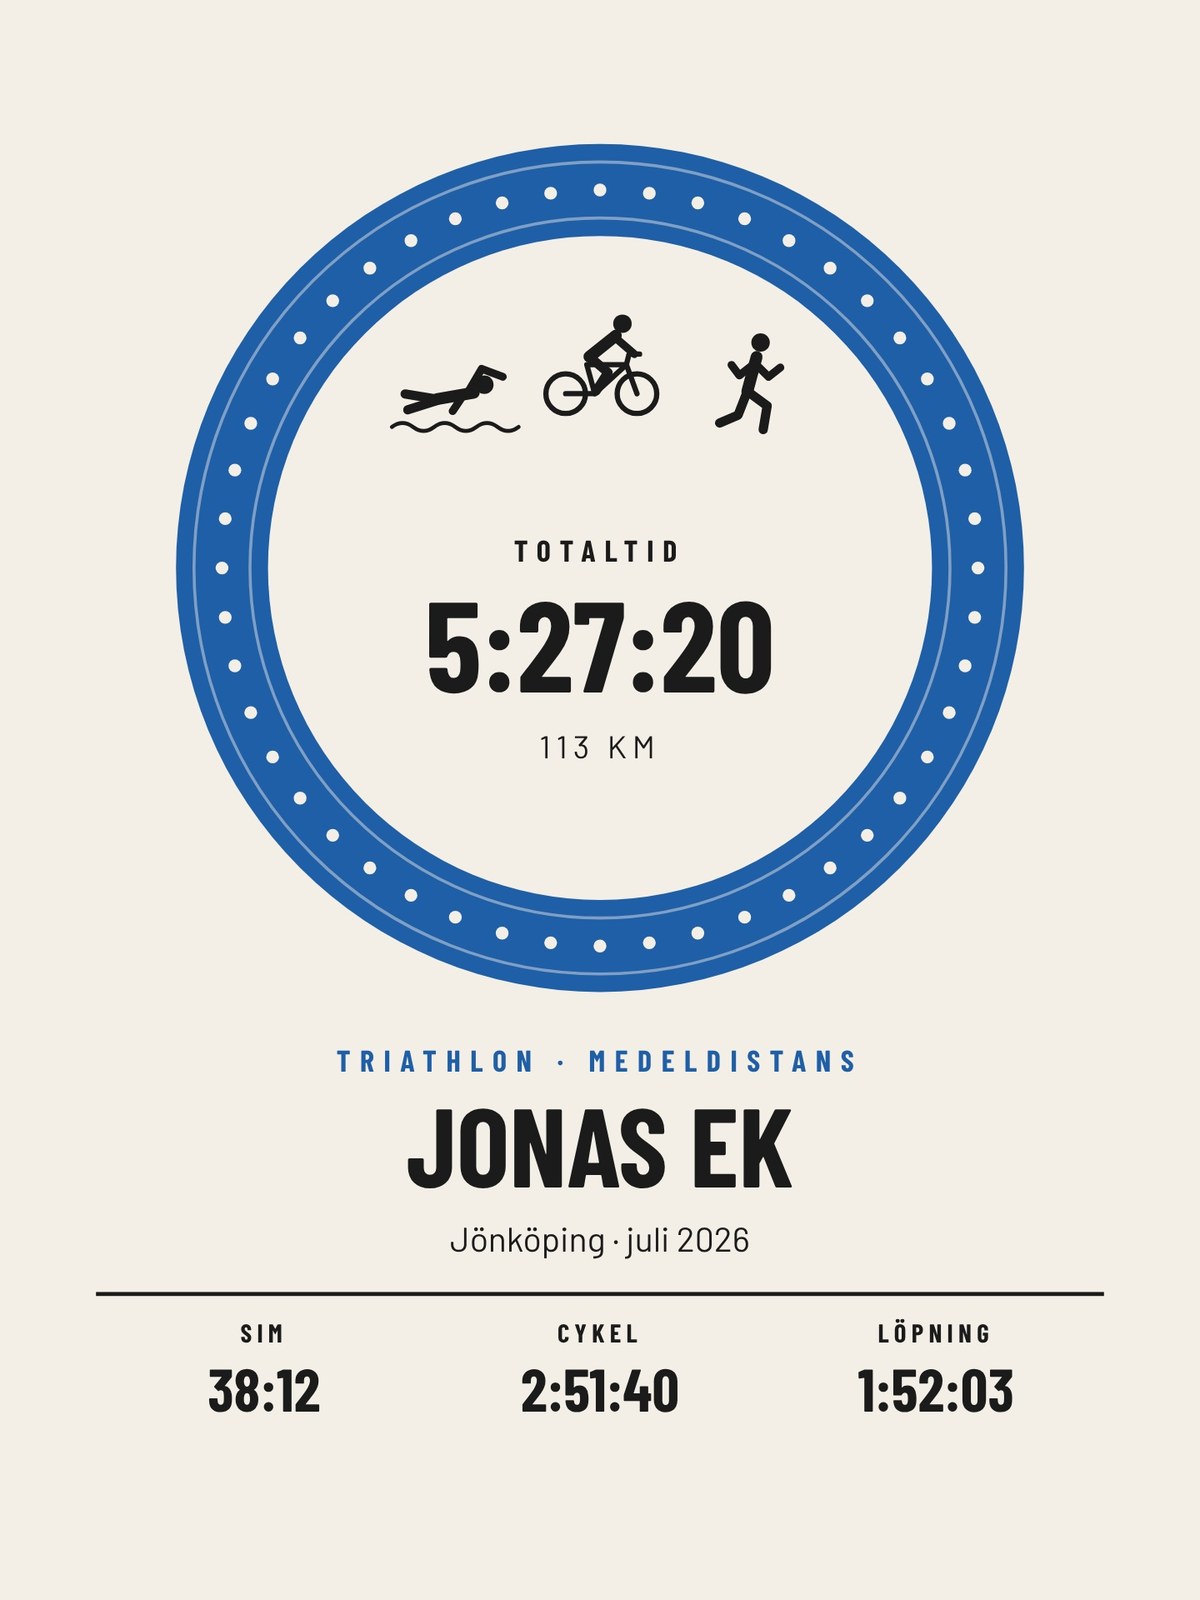 TOTALTID
5:27:20
113 KM
TRIATHLON · MEDELDISTANS
JONAS EK
Jönköping · juli 2026
SIM CYKEL LÖPNING
38:12 2:51:40 1:52:03